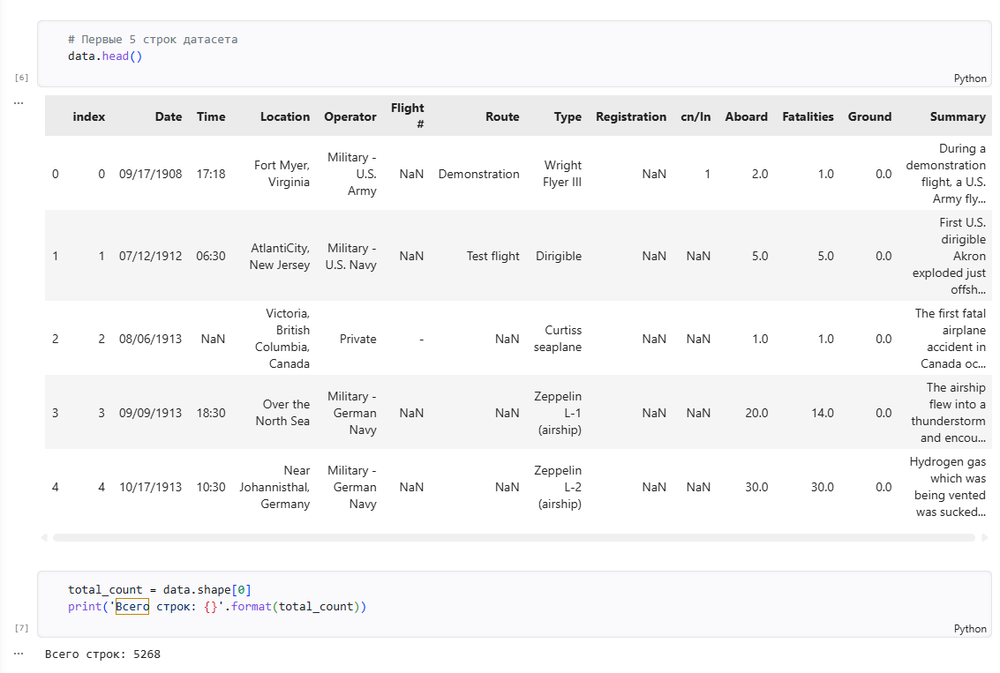 # Первые 5 строк датасета
data.head()
[6]
Python
...
index Date Time Location Operator Flight # Route Type Registration cn/In Aboard Fatalities Ground Summary
0 0 09/17/1908 17:18 Fort Myer, Virginia Military - U.S. Army NaN Demonstration Wright Flyer III NaN 1 2.0 1.0 0.0 During a demonstration flight, a U.S. Army fly...
1 1 07/12/1912 06:30 AtlantiCity, New Jersey Military - U.S. Navy NaN Test flight Dirigible NaN NaN 5.0 5.0 0.0 First U.S. dirigible Akron exploded just offsh...
2 2 08/06/1913 NaN Victoria, British Columbia, Canada Private - NaN Curtiss seaplane NaN NaN 1.0 1.0 0.0 The first fatal airplane accident in Canada oc...
3 3 09/09/1913 18:30 Over the North Sea Military - German Navy NaN NaN Zeppelin L-1 (airship) NaN NaN 20.0 14.0 0.0 The airship flew into a thunderstorm and encou...
4 4 10/17/1913 10:30 Near Johannisthal, Germany Military - German Navy NaN NaN Zeppelin L-2 (airship) NaN NaN 30.0 30.0 0.0 Hydrogen gas which was being vented was sucked...
total_count = data.shape[0]
print('Всего строк: {}'.format(total_count))
[7]
Python
...
Всего строк: 5268